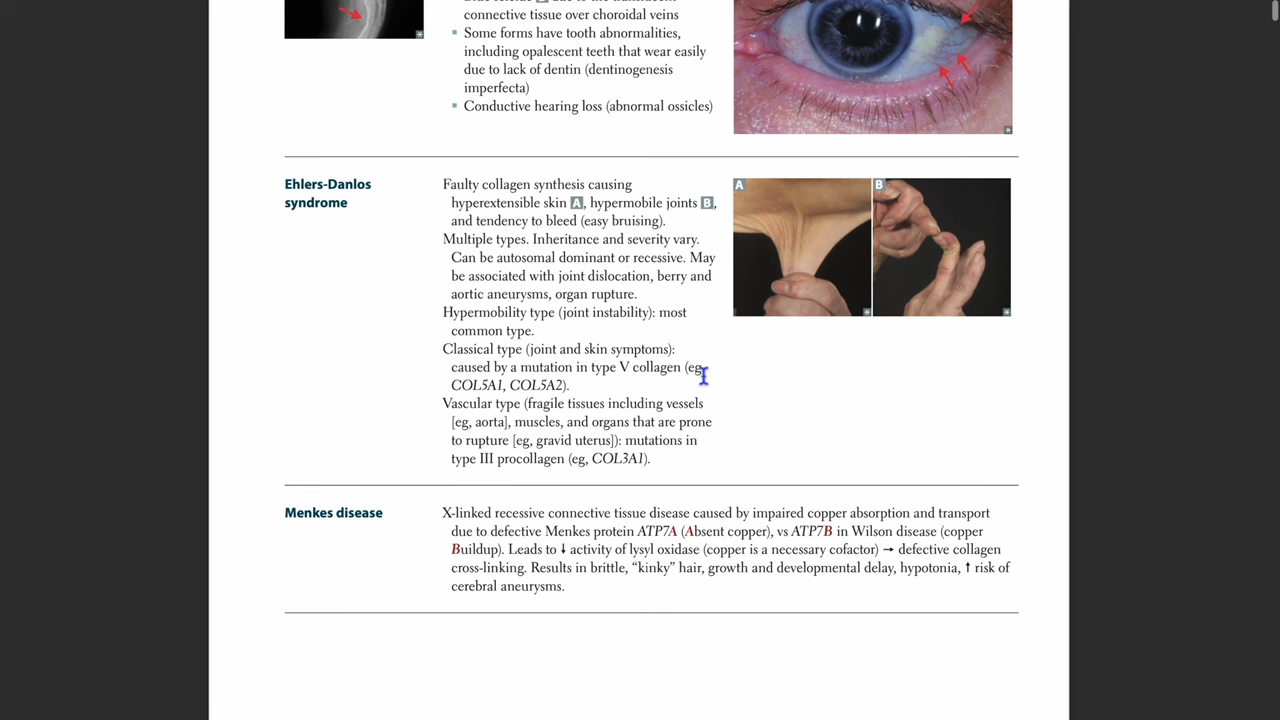 connective tissue over choroidal veins
Some forms have tooth abnormalities,
including opalescent teeth that wear easily
due to lack of dentin (dentinogenesis
imperfecta)
Conductive hearing loss (abnormal ossicles)
Ehlers-Danlos
syndrome
Faulty collagen synthesis causing
hyperextensible skin A, hypermobile joints B,
and tendency to bleed (easy bruising).
Multiple types. Inheritance and severity vary.
Can be autosomal dominant or recessive. May
be associated with joint dislocation, berry and
aortic aneurysms, organ rupture.
Hypermobility type (joint instability): most
common type.
Classical type (joint and skin symptoms):
caused by a mutation in type V collagen (eg,
COL5A1, COL5A2).
Vascular type (fragile tissues including vessels
[eg, aorta], muscles, and organs that are prone
to rupture [eg, gravid uterus]): mutations in
type III procollagen (eg, COL3A1).
A
B
Menkes disease
X-linked recessive connective tissue disease caused by impaired copper absorption and transport
due to defective Menkes protein ATP7A (Absent copper), vs ATP7B in Wilson disease (copper
Buildup). Leads to ↓ activity of lysyl oxidase (copper is a necessary cofactor) → defective collagen
cross-linking. Results in brittle, “kinky” hair, growth and developmental delay, hypotonia, ↑ risk of
cerebral aneurysms.